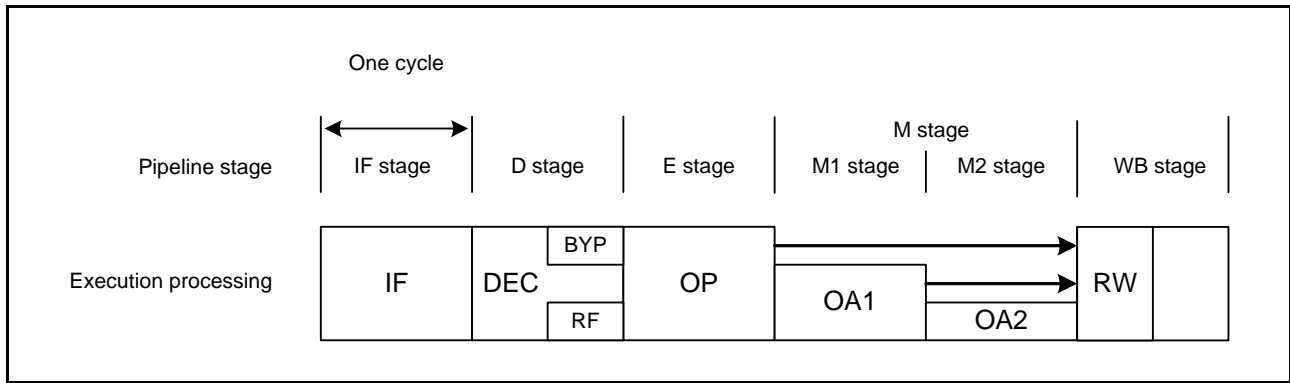 One cycle
M stage
Pipeline stage IF stage D stage E stage M1 stage M2 stage WB stage
BYP
Execution processing IF DEC OP OA1 RW
RF OA2